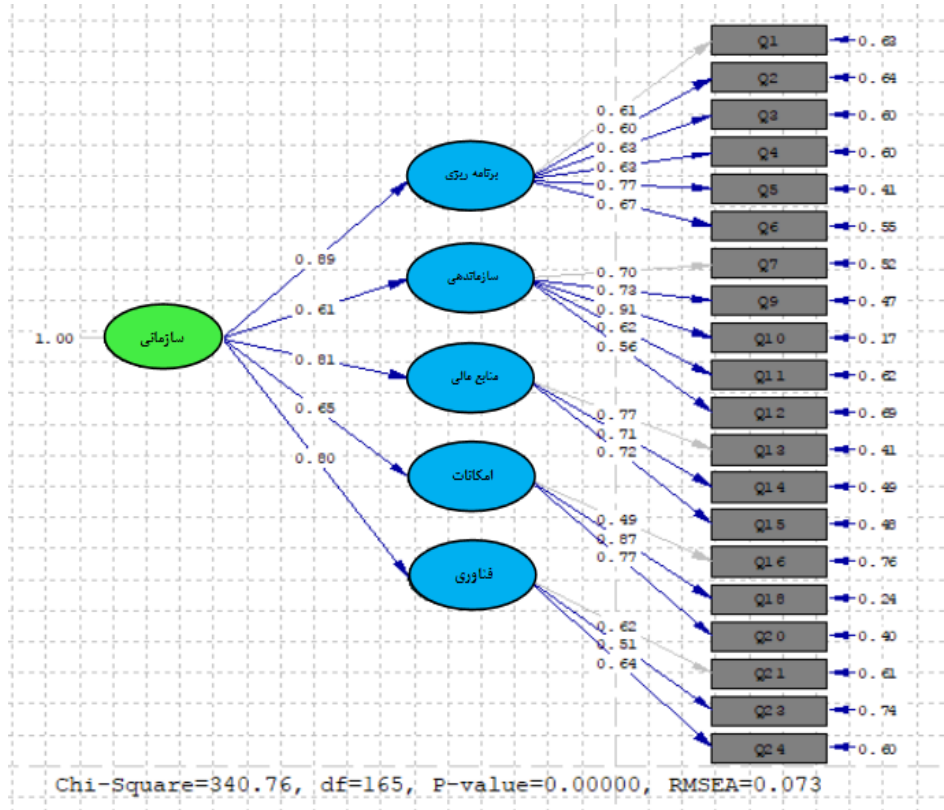 Q1 0.63
Q2 0.64
0.61
0.60 Q3 0.60
0.63
0.63 Q4 0.60
برنامه ریزی 0.77 Q5 0.41
0.67
Q6 0.55
0.89 Q7 0.52
سازماندهی 0.70
0.73 Q9 0.47
0.61 0.91
1.00 سازمانی 0.62 Q10 0.17
0.56
0.81 Q11 0.62
منابع مالی
0.65 0.77 Q12 0.69
0.71 Q13 0.41
0.80 0.72
امکانات Q14 0.49
0.49 Q15 0.48
0.87
0.77 Q16 0.76
فناوری Q18 0.24
0.62 Q20 0.40
0.51
0.64 Q21 0.61
Q23 0.74
Q24 0.60
Chi-Square=340.76, df=165, P-value=0.00000, RMSEA=0.073